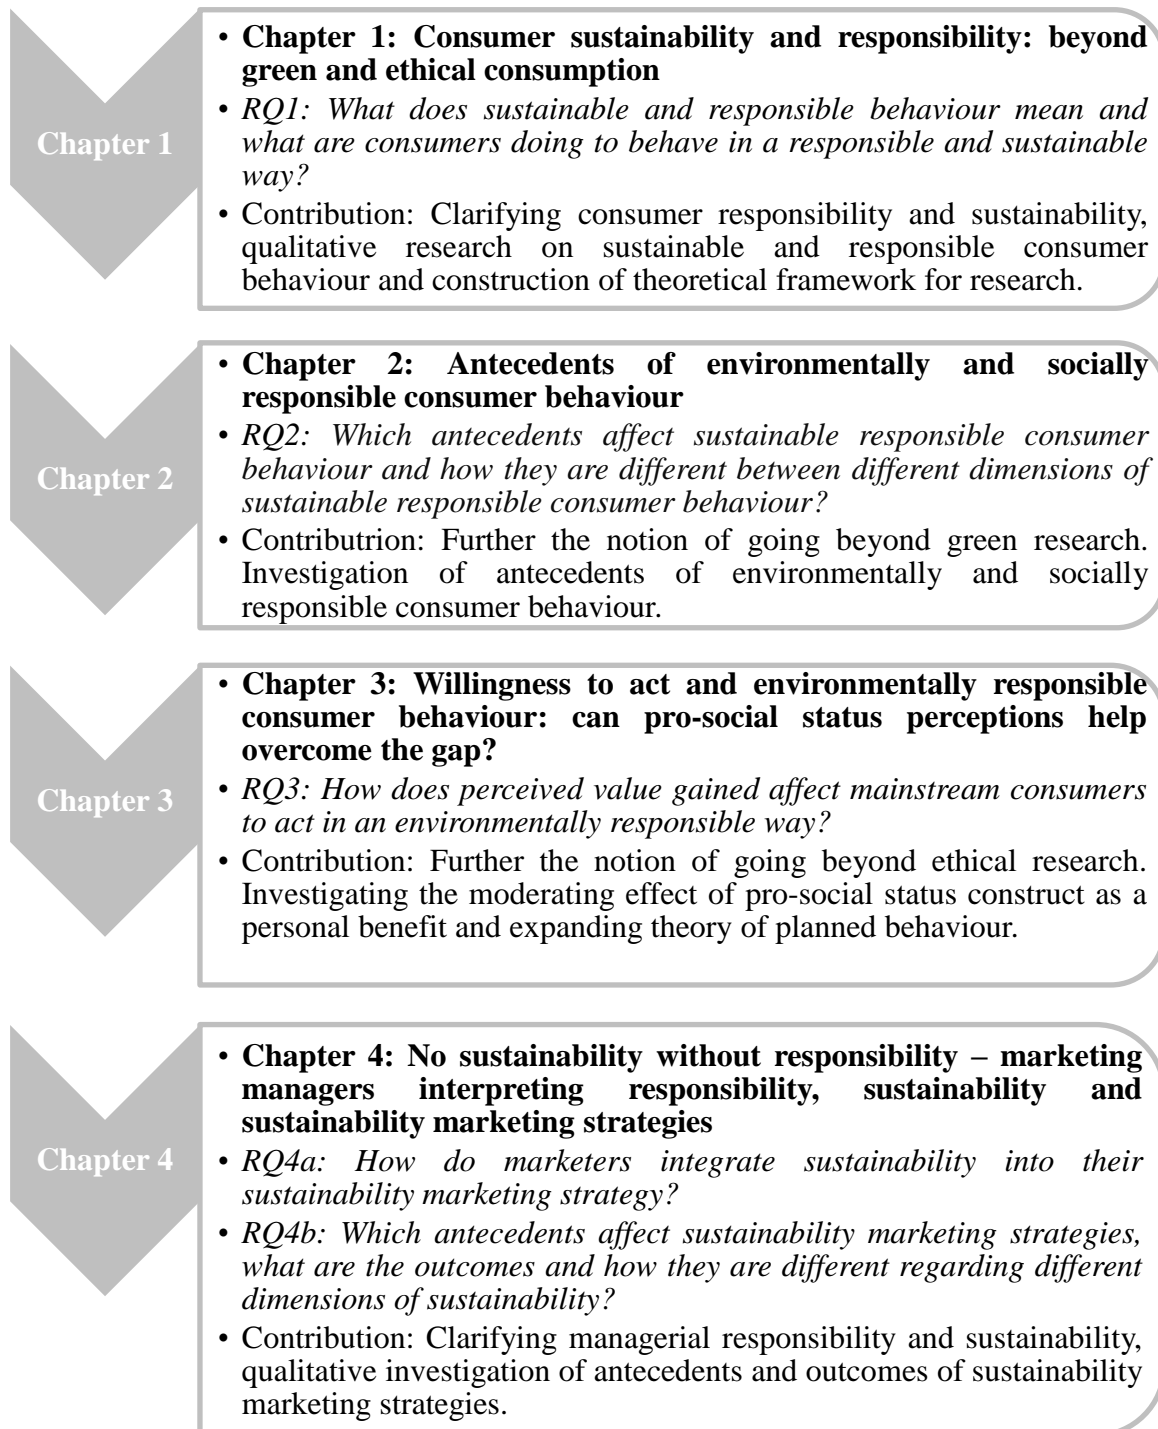 Chapter 1
• Chapter 1: Consumer sustainability and responsibility: beyond
green and ethical consumption
• RQ1: What does sustainable and responsible behaviour mean and
what are consumers doing to behave in a responsible and sustainable
way?
• Contribution: Clarifying consumer responsibility and sustainability,
qualitative research on sustainable and responsible consumer
behaviour and construction of theoretical framework for research.
Chapter 2
• Chapter 2: Antecedents of environmentally and socially
responsible consumer behaviour
• RQ2: Which antecedents affect sustainable responsible consumer
behaviour and how they are different between different dimensions of
sustainable responsible consumer behaviour?
• Contributrion: Further the notion of going beyond green research.
Investigation of antecedents of environmentally and socially
responsible consumer behaviour.
Chapter 3
• Chapter 3: Willingness to act and environmentally responsible
consumer behaviour: can pro-social status perceptions help
overcome the gap?
• RQ3: How does perceived value gained affect mainstream consumers
to act in an environmentally responsible way?
• Contribution: Further the notion of going beyond ethical research.
Investigating the moderating effect of pro-social status construct as a
personal benefit and expanding theory of planned behaviour.
Chapter 4
• Chapter 4: No sustainability without responsibility – marketing
managers interpreting responsibility, sustainability and
sustainability marketing strategies
• RQ4a: How do marketers integrate sustainability into their
sustainability marketing strategy?
• RQ4b: Which antecedents affect sustainability marketing strategies,
what are the outcomes and how they are different regarding different
dimensions of sustainability?
• Contribution: Clarifying managerial responsibility and sustainability,
qualitative investigation of antecedents and outcomes of sustainability
marketing strategies.